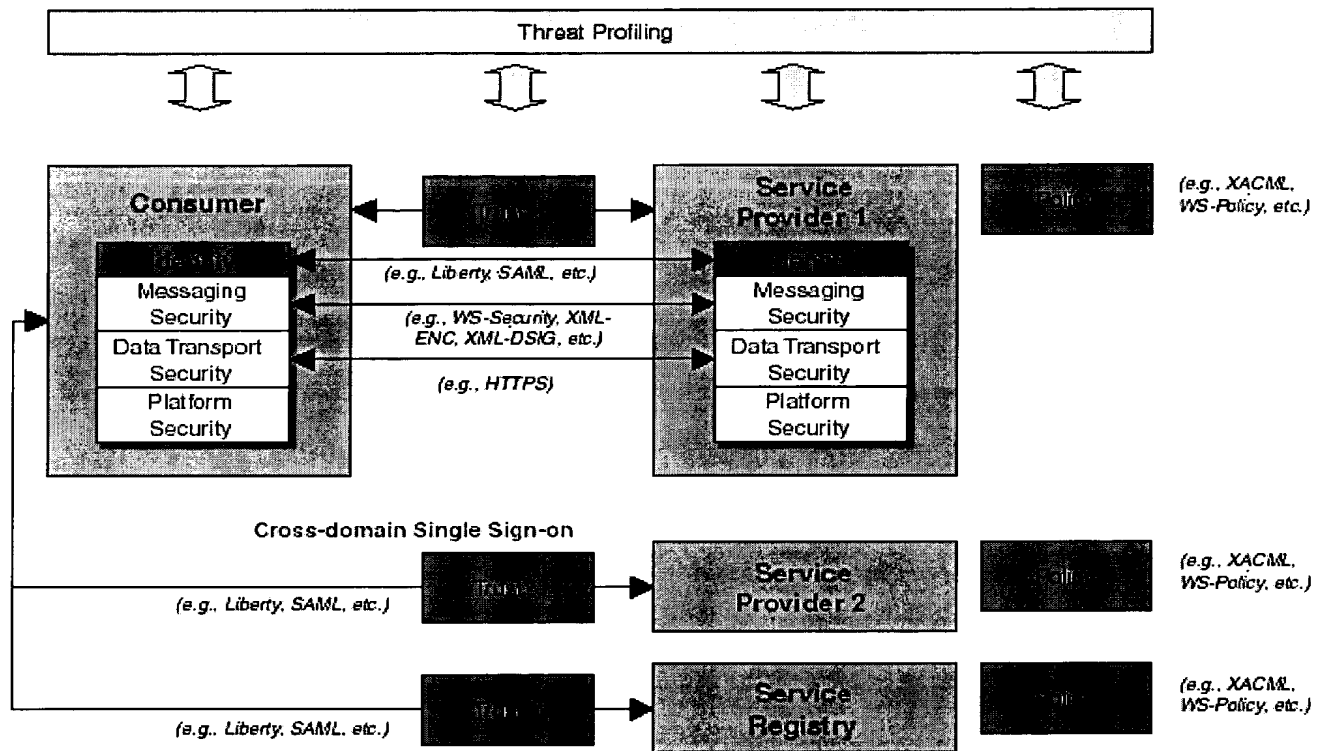 Threat Profiling
Consumer
Service
Provider 1
(e.g., XACML,
WS-Policy, etc.)
(e.g., Liberty, SAML, etc.)
Messaging
Security
Messaging
Security
(e.g., WS-Security, XML-
ENC, XML-DSIG, etc.)
Data Transport
Security
Data Transport
Security
(e.g., HTTPS)
Platform
Security
Platform
Security
Cross-domain Single Sign-on
Service
Provider 2
(e.g., XACML,
WS-Policy, etc.)
(e.g., Liberty, SAML, etc.)
Service
Registry
(e.g., XACML,
WS-Policy, etc.)
(e.g., Liberty, SAML, etc.)